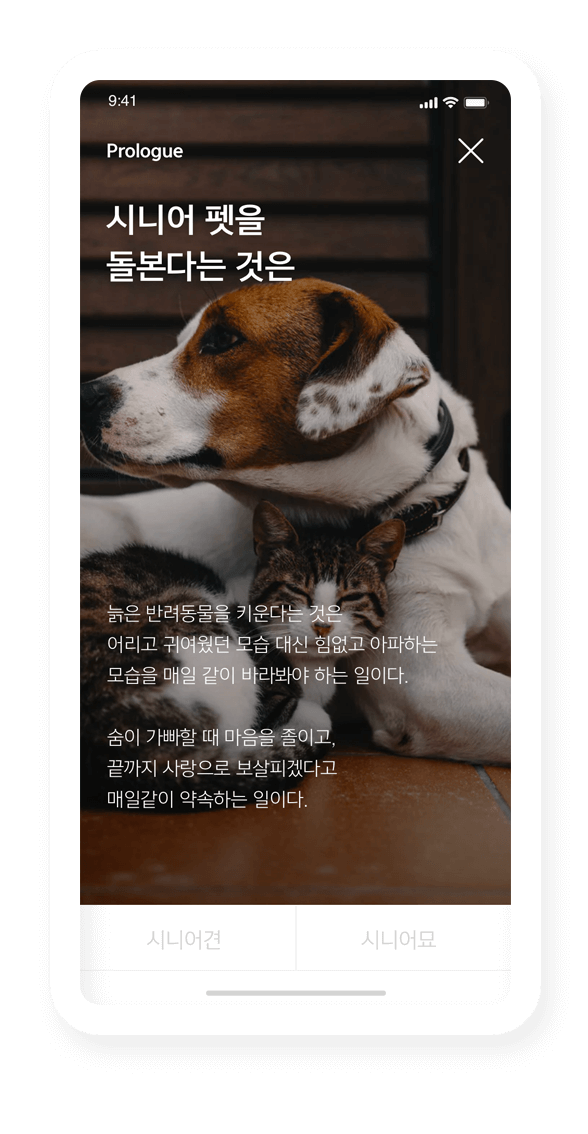 9:41
Prologue
시니어 펫을
돌본다는 것은
늙은 반려동물을 키운다는 것은
어리고 귀여웠던 모습 대신 힘없고 아파하는
모습을 매일 같이 바라봐야 하는 일이다.
숨이 가빠할 때 마음을 졸이고,
끝까지 사랑으로 보살피겠다고
매일같이 약속하는 일이다.
시니어견 시니어묘